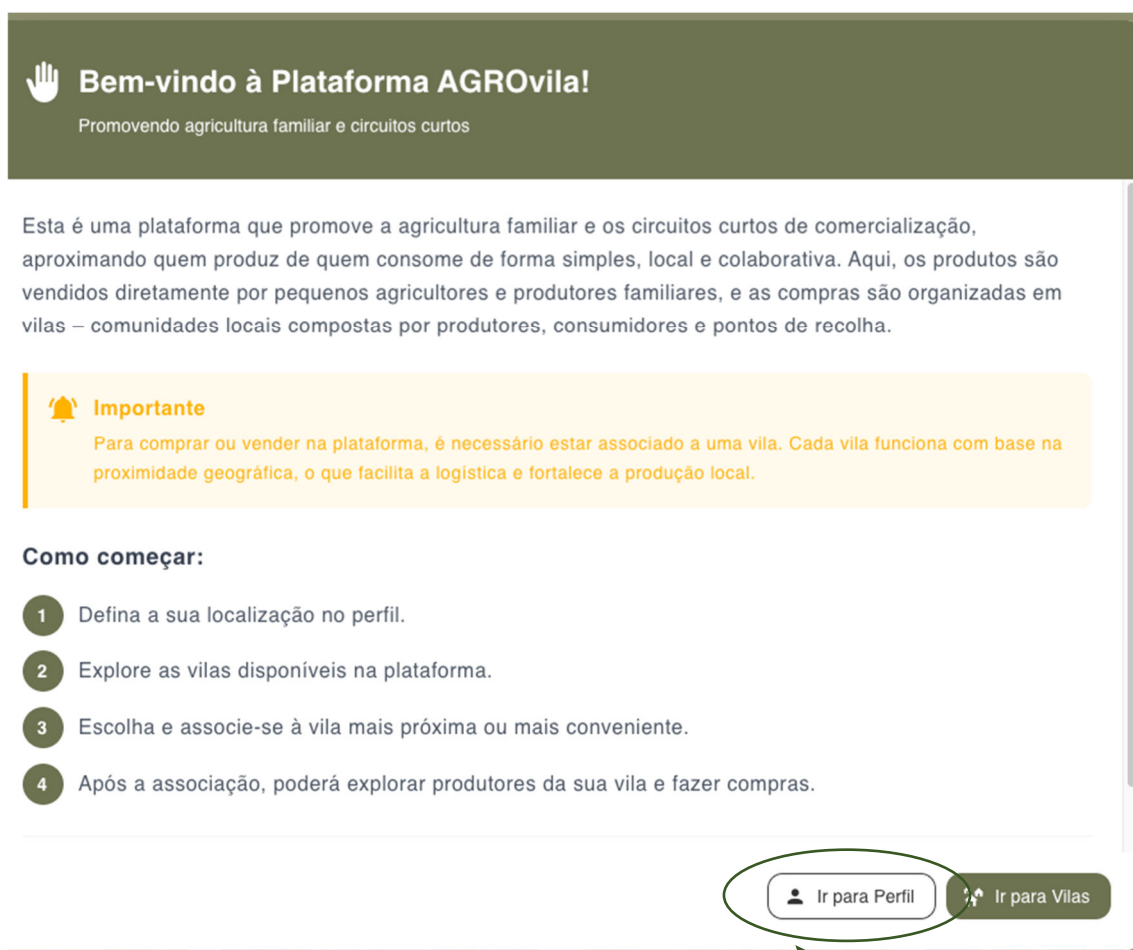 Bem-vindo à Plataforma AGROvila!
Promovendo agricultura familiar e circuitos curtos
Esta é uma plataforma que promove a agricultura familiar e os circuitos curtos de comercialização,
aproximando quem produz de quem consome de forma simples, local e colaborativa. Aqui, os produtos são
vendidos diretamente por pequenos agricultores e produtores familiares, e as compras são organizadas em
vilas – comunidades locais compostas por produtores, consumidores e pontos de recolha.
Importante
Para comprar ou vender na plataforma, é necessário estar associado a uma vila. Cada vila funciona com base na
proximidade geográfica, o que facilita a logística e fortalece a produção local.
Como começar:
1 Defina a sua localização no perfil.
2 Explore as vilas disponíveis na plataforma.
3 Escolha e associe-se à vila mais próxima ou mais conveniente.
4 Após a associação, poderá explorar produtores da sua vila e fazer compras.
Ir para Perfil Ir para Vilas